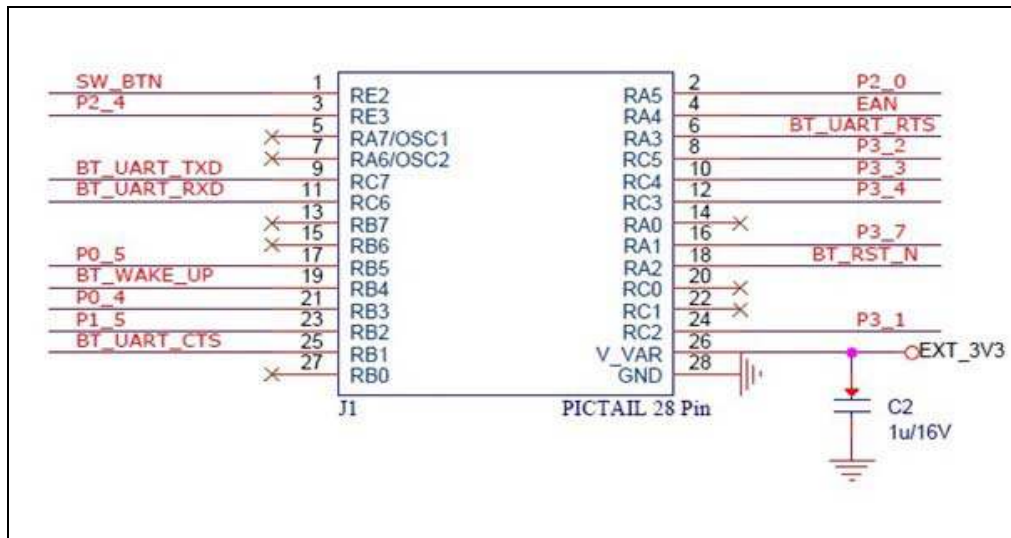 SW_BTN 1 RE2 RA5 2 P2_0
P2_4 3 RE3 RA4 4 EAN
5 RA7/OSC1 RA3 6 BT_UART_RTS
7 RA6/OSC2 RC5 8 P3_2
BT_UART_TXD 9 RC7 RC4 10 P3_3
BT_UART_RXD 11 RC6 RC3 12 P3_4
13 RB7 RA0 14
15 RB6 RA1 16 P3_7
P0_5 17 RB5 RA2 18 BT_RST_N
BT_WAKE_UP 19 RB4 RC0 20
P0_4 21 RB3 RC1 22
P1_5 23 RB2 RC2 24 P3_1
BT_UART_CTS 25 RB1 V_VAR 26 EXT_3V3
27 RB0 GND 28
J1 PICTAIL 28 Pin
C2
1u/16V